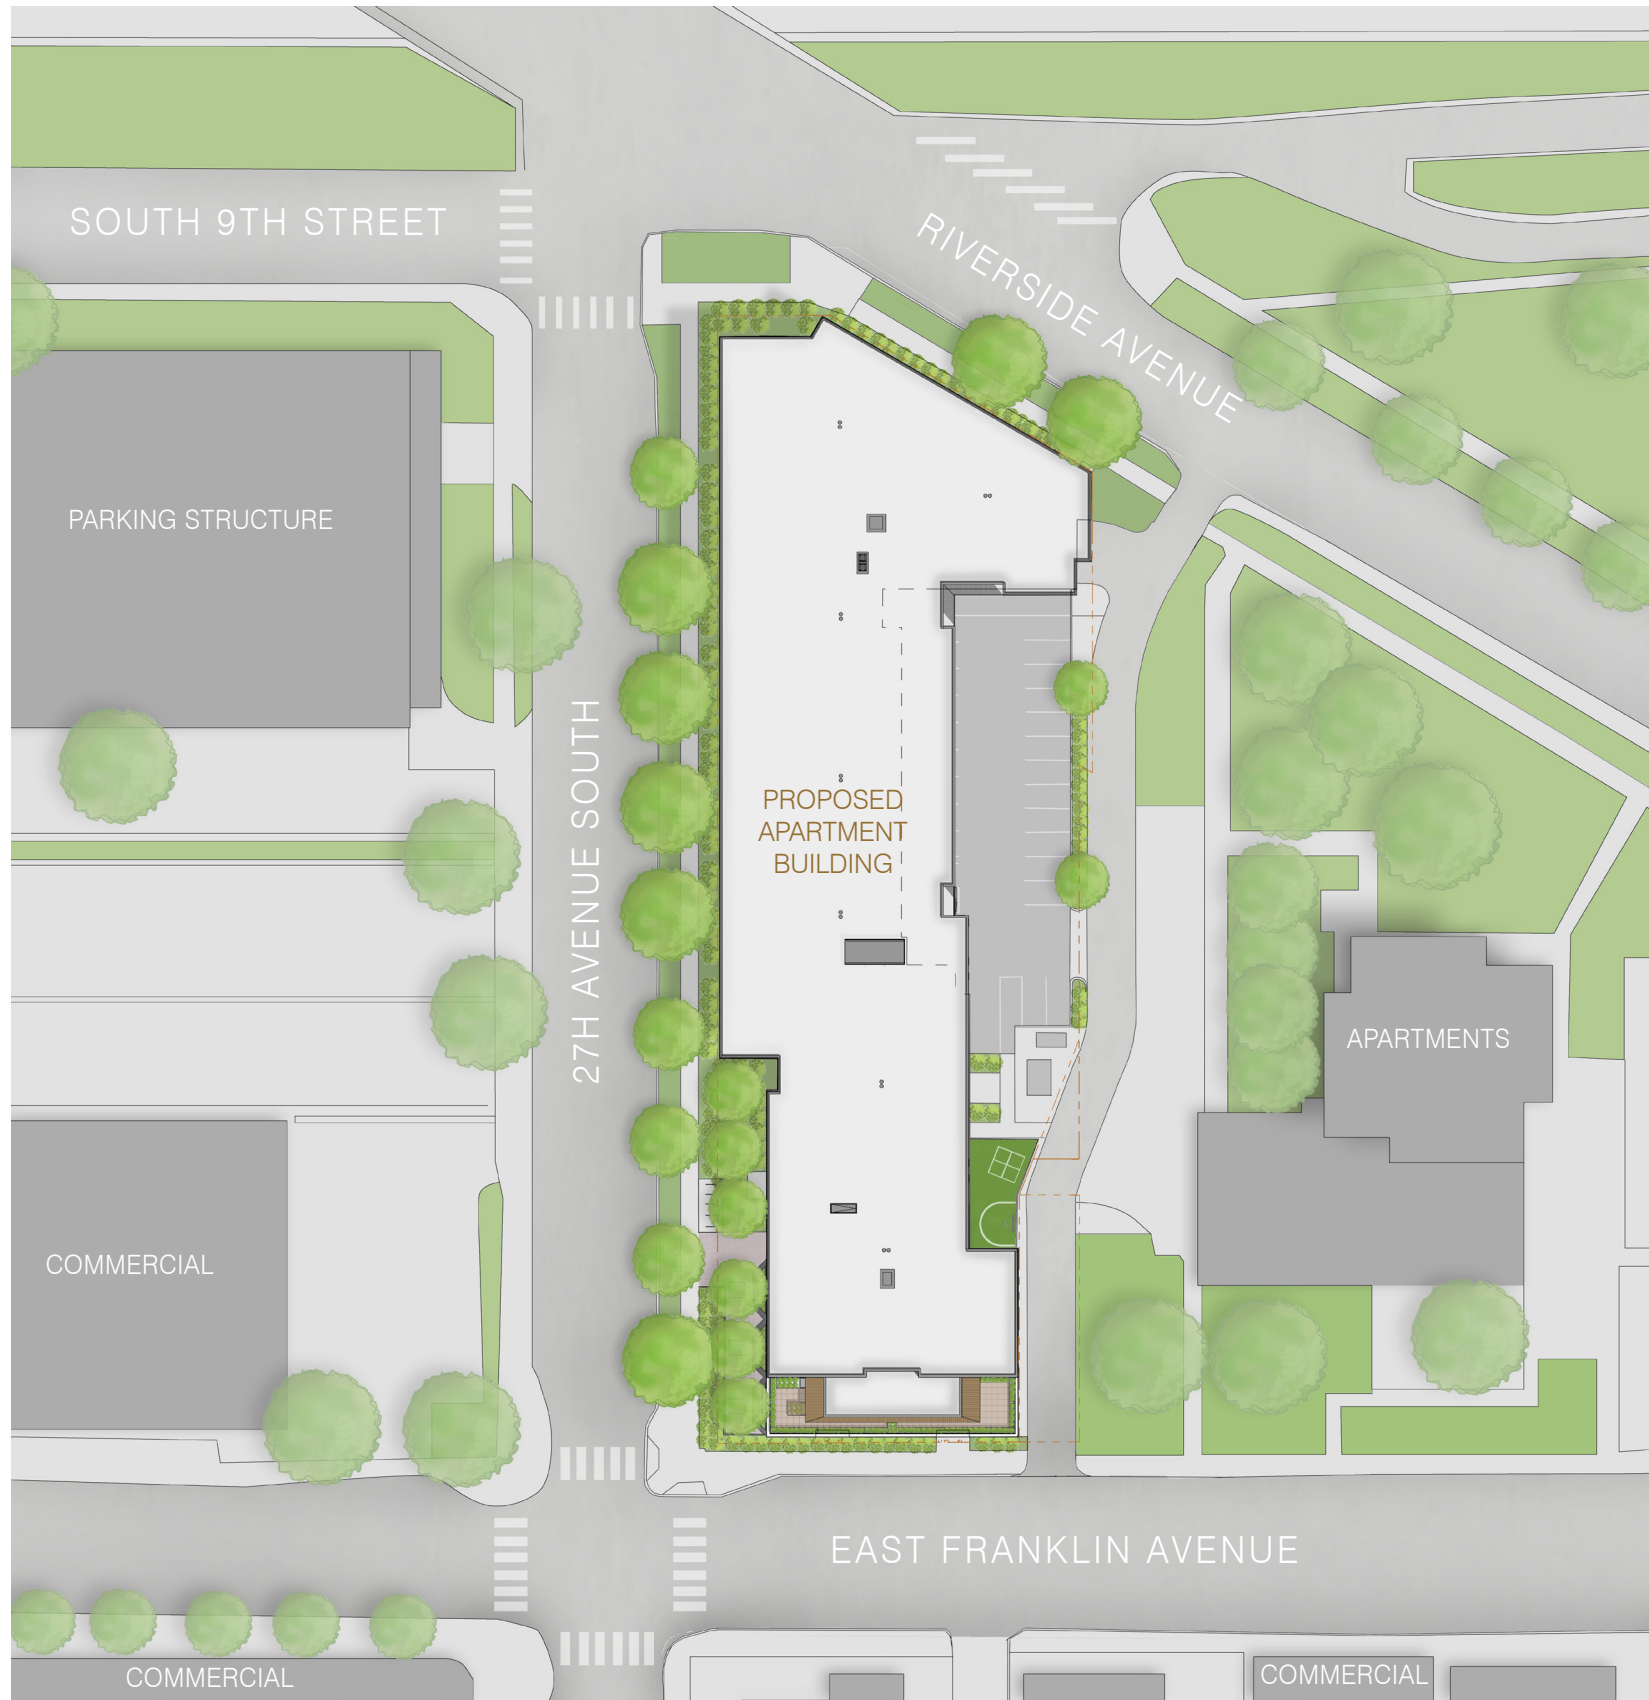 SOUTH 9TH STREET
RIVERSIDE AVENUE
PARKING STRUCTURE
27H AVENUE SOUTH
PROPOSED
APARTMENT
BUILDING
APARTMENTS
COMMERCIAL
EAST FRANKLIN AVENUE
COMMERCIAL
COMMERCIAL